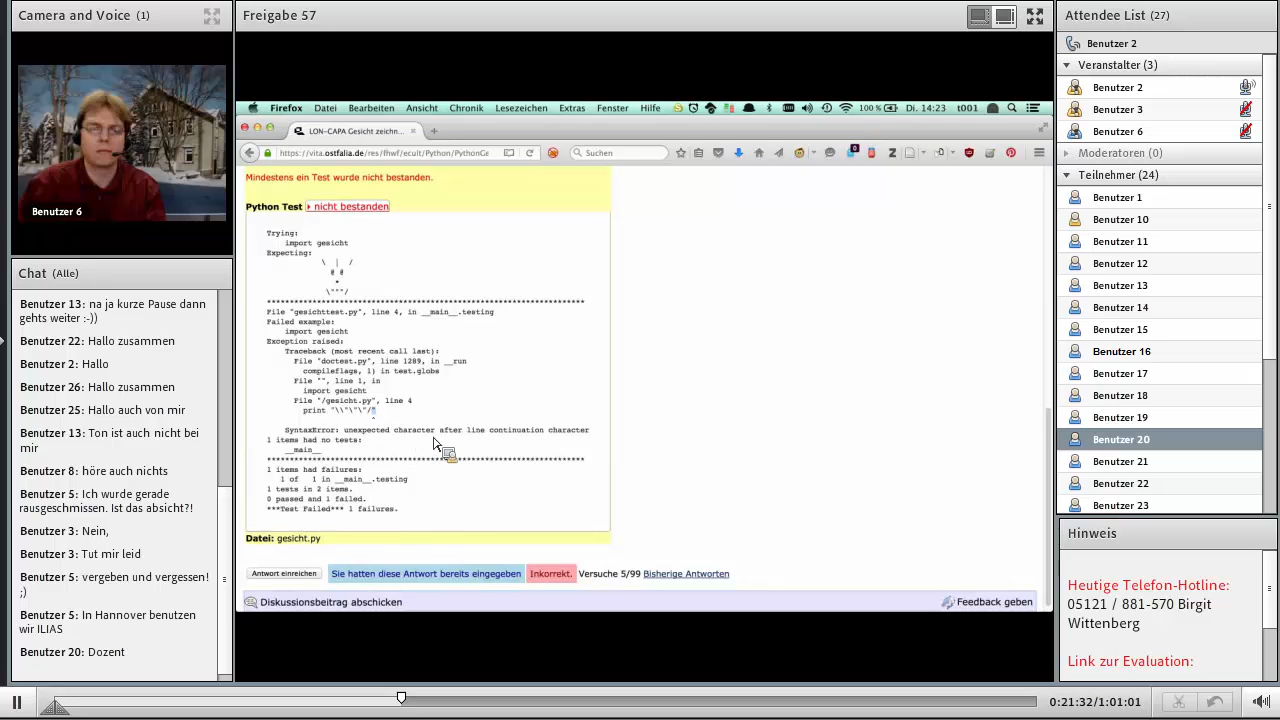 Camera and Voice (1)
Benutzer 6
Chat (Alle)
Benutzer 13: na ja kurze Pause dann
gehts weiter :-))
Benutzer 22: Hallo zusammen
Benutzer 2: Hallo
Benutzer 26: Hallo zusammen
Benutzer 25: Hallo auch von mir
Benutzer 13: Ton ist auch nicht bei
mir
Benutzer 8: höre auch nichts
Benutzer 5: Ich wurde gerade
rausgeschmissen. Ist das absicht?!
Benutzer 3: Nein,
Benutzer 3: Tut mir leid
Benutzer 5: vergeben und vergessen!
;)
Benutzer 5: In Hannover benutzen
wir ILIAS
Benutzer 20: Dozent
Freigabe 57
Firefox Datei Bearbeiten Ansicht Chronik Lesezeichen Extras Fenster Hilfe 100 % Di. 14:23 t001
LON-CAPA Gesicht zeichn...
https://vita.ostfalia.de/res/fhwf/ecult/Python/PythonGe Suchen
Mindestens ein Test wurde nicht bestanden.
Python Test nicht bestanden
Trying:
import gesicht
Expecting:
\ | /
@ @
*
\"""/
**********************************************************************
File "gesichttest.py", line 4, in __main__.testing
Failed example:
import gesicht
Exception raised:
Traceback (most recent call last):
File "doctest.py", line 1289, in __run
compileflags, 1) in test.globs
File "", line 1, in
import gesicht
File "/gesicht.py", line 4
print "\\"\"\"/"
^
SyntaxError: unexpected character after line continuation character
1 items had no tests:
__main__
**********************************************************************
1 items had failures:
1 of 1 in __main__.testing
1 tests in 2 items.
0 passed and 1 failed.
***Test Failed*** 1 failures.
Datei: gesicht.py
Antwort einreichen Sie hatten diese Antwort bereits eingegeben Inkorrekt. Versuche 5/99 Bisherige Antworten
Diskussionsbeitrag abschicken Feedback geben
Attendee List (27)
Benutzer 2
Veranstalter (3)
Benutzer 2
Benutzer 3
Benutzer 6
Moderatoren (0)
Teilnehmer (24)
Benutzer 1
Benutzer 10
Benutzer 11
Benutzer 12
Benutzer 13
Benutzer 14
Benutzer 15
Benutzer 16
Benutzer 17
Benutzer 18
Benutzer 19
Benutzer 20
Benutzer 21
Benutzer 22
Benutzer 23
Hinweis
Heutige Telefon-Hotline:
05121 / 881-570 Birgit
Wittenberg
Link zur Evaluation:
0:21:32/1:01:01